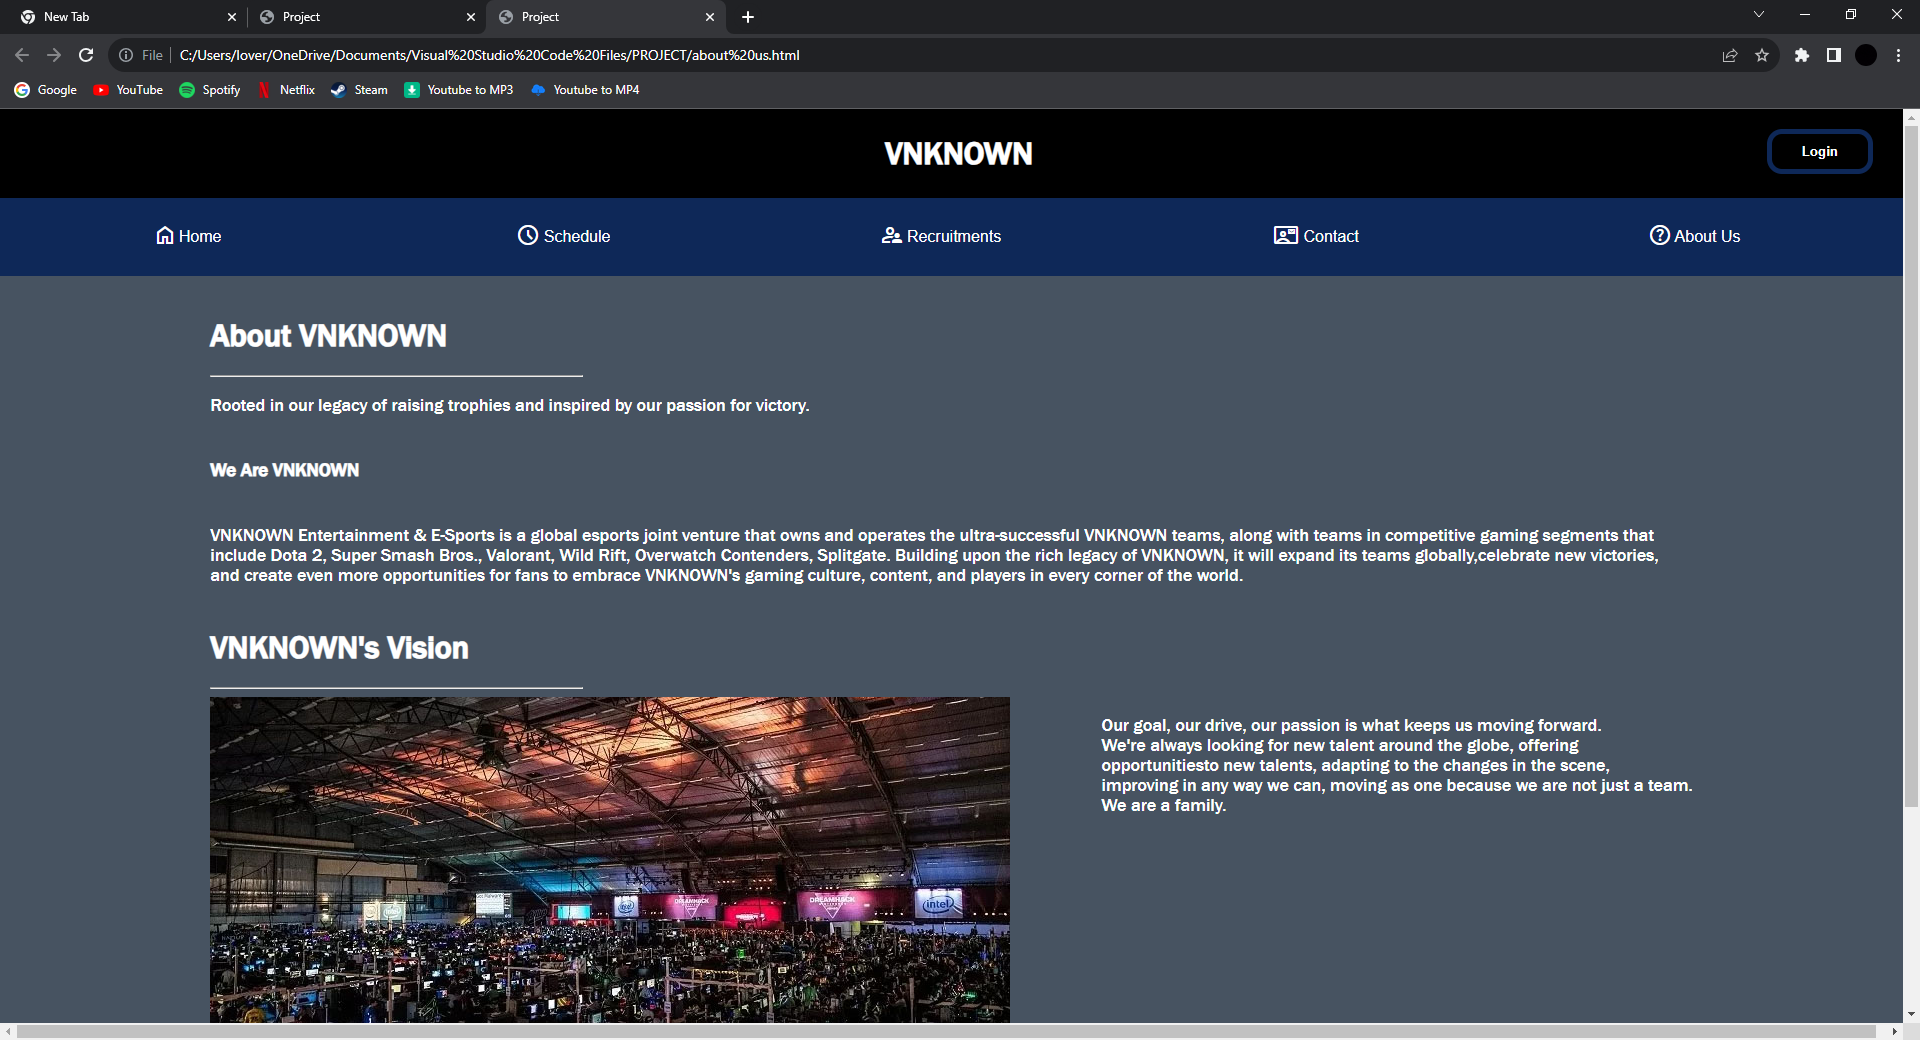 New Tab
Project
Project
File
C:/Users/lover/OneDrive/Documents/Visual%20Studio%20Code%20Files/PROJECT/about%20us.html
Google
YouTube
Spotify
Netflix
Steam
Youtube to MP3
Youtube to MP4
VNKNOWN
Login
Home
Schedule
Recruitments
Contact
About Us
About VNKNOWN
Rooted in our legacy of raising trophies and inspired by our passion for victory.
We Are VNKNOWN
VNKNOWN Entertainment & E-Sports is a global esports joint venture that owns and operates the ultra-successful VNKNOWN teams, along with teams in competitive gaming segments that
include Dota 2, Super Smash Bros., Valorant, Wild Rift, Overwatch Contenders, Splitgate. Building upon the rich legacy of VNKNOWN, it will expand its teams globally,celebrate new victories,
and create even more opportunities for fans to embrace VNKNOWN's gaming culture, content, and players in every corner of the world.
VNKNOWN's Vision
Our goal, our drive, our passion is what keeps us moving forward.
We're always looking for new talent around the globe, offering
opportunitiesto new talents, adapting to the changes in the scene,
improving in any way we can, moving as one because we are not just a team.
We are a family.
intel
DREAMHACK
DREAMHACK
intel